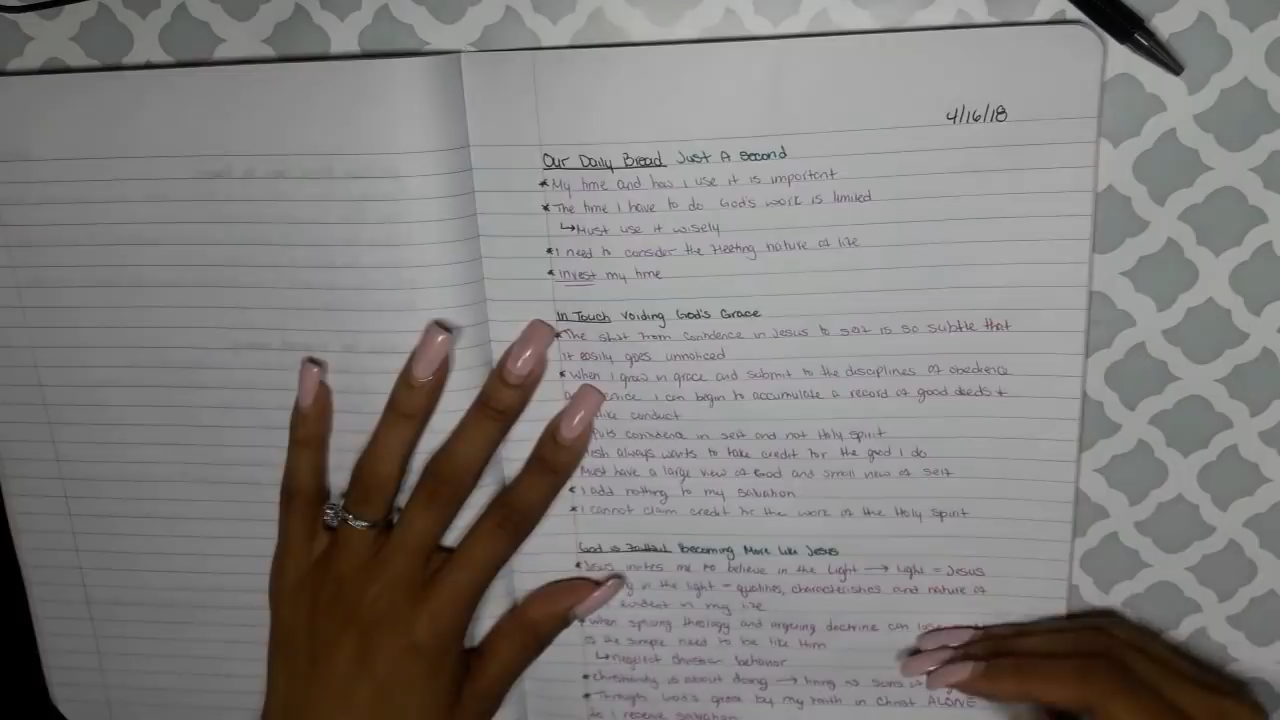 4/16/18
Our Daily Bread Just A Second
*My time and how I use it is important
*The time I have to do God's work is limited
↳Must use it wisely
*I need to consider the fleeting nature of life
*Invest my time
In Touch Voiding God's Grace
*The shift from confidence in Jesus to self is so subtle that
it easily goes unnoticed
*When I grow in grace and submit to the disciplines of obedience
I can begin to accumulate a record of good deeds +
like conduct
Puts confidence in self and not Holy Spirit
always wants to take credit for the good I do
Must have a large view of God and small view of self
*I add nothing to my salvation
*I cannot claim credit for the work of the Holy Spirit
God is Faithful Becoming More Like Jesus
*Jesus invites me to believe in the Light → Light = Jesus
in the light = qualities, characteristics and nature of
evident in my life
*When splicing theology and arguing doctrine can
the simple need to be like Him
↳neglect behavior
*Christianity is about doing → living as sons
*Through God's grace by my faith in Christ ALONE
do I receive salvation